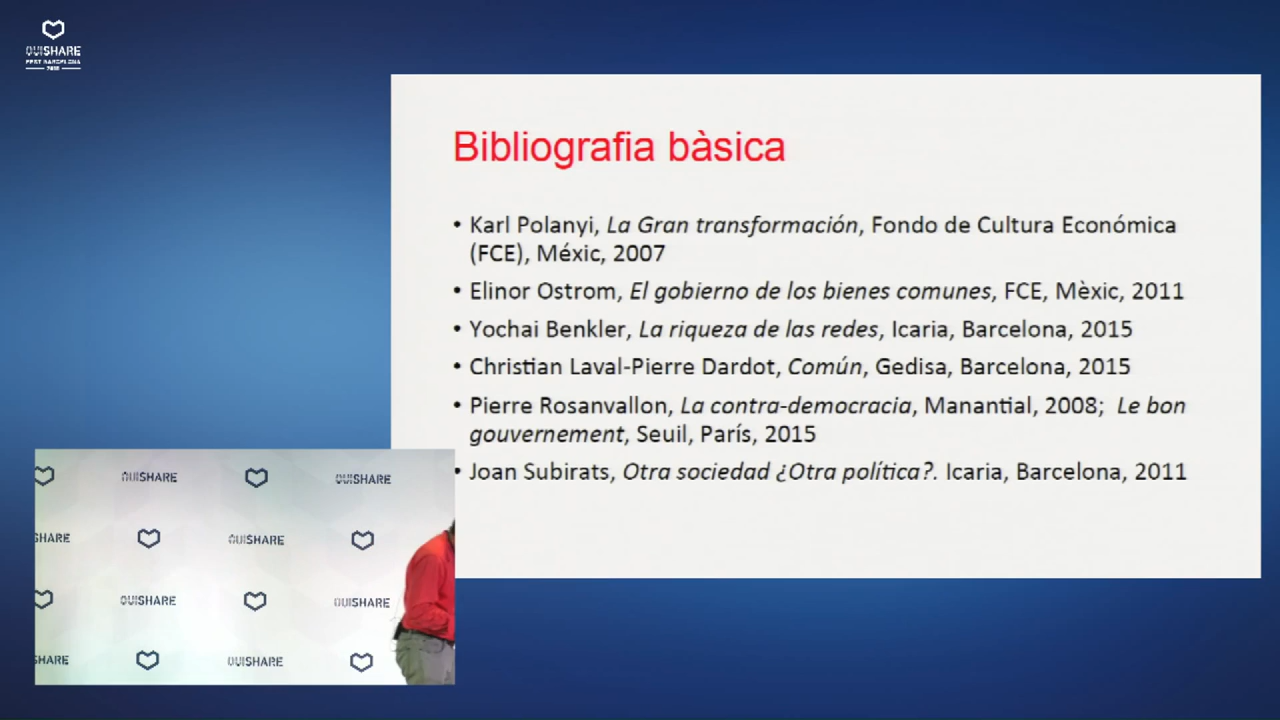 OUISHARE
FEST BARCELONA
Bibliografia bàsica
• Karl Polanyi, La Gran transformación, Fondo de Cultura Económica
(FCE), Méxic, 2007
• Elinor Ostrom, El gobierno de los bienes comunes, FCE, Mèxic, 2011
• Yochai Benkler, La riqueza de las redes, Icaria, Barcelona, 2015
• Christian Laval-Pierre Dardot, Común, Gedisa, Barcelona, 2015
• Pierre Rosanvallon, La contra-democracia, Manantial, 2008; Le bon
gouvernement, Seuil, París, 2015
• Joan Subirats, Otra sociedad ¿Otra política?. Icaria, Barcelona, 2011
OUISHARE OUISHARE
SHARE OUISHARE
OUISHARE OUISHARE
SHARE OUISHARE